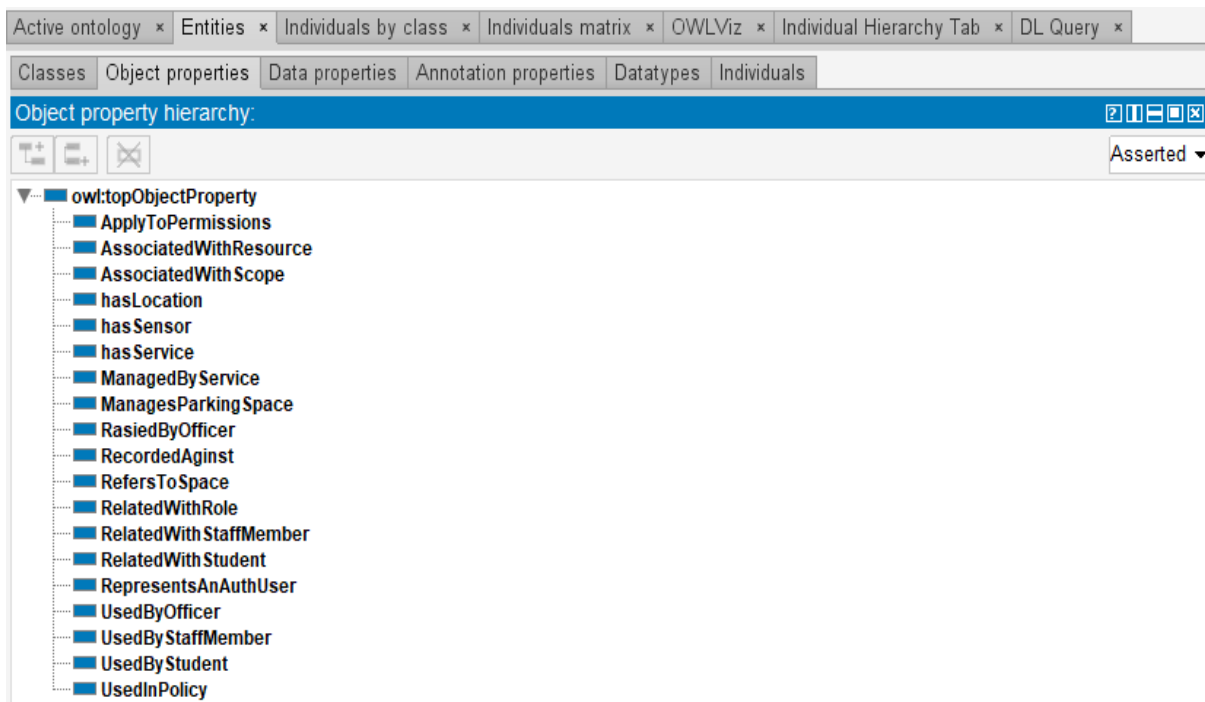 Active ontology × Entities × Individuals by class × Individuals matrix × OWLViz × Individual Hierarchy Tab × DL Query ×
Classes Object properties Data properties Annotation properties Datatypes Individuals
Object property hierarchy:
Asserted
owl:topObjectProperty
ApplyToPermissions
AssociatedWithResource
AssociatedWithScope
hasLocation
hasSensor
hasService
ManagedByService
ManagesParkingSpace
RasiedByOfficer
RecordedAginst
RefersToSpace
RelatedWithRole
RelatedWithStaffMember
RelatedWithStudent
RepresentsAnAuthUser
UsedByOfficer
UsedByStaffMember
UsedByStudent
UsedInPolicy